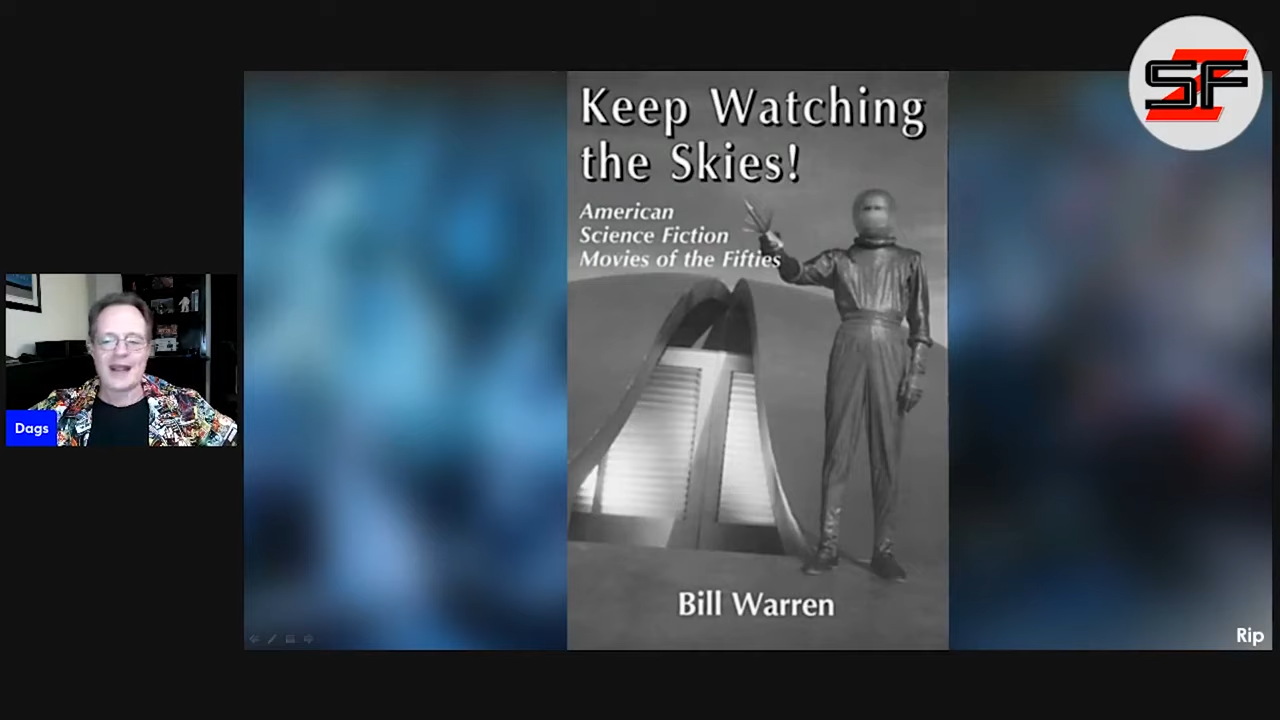 SF
Keep Watching
the Skies!
American
Science Fiction
Movies of the Fifties
Dags
Bill Warren
Rip